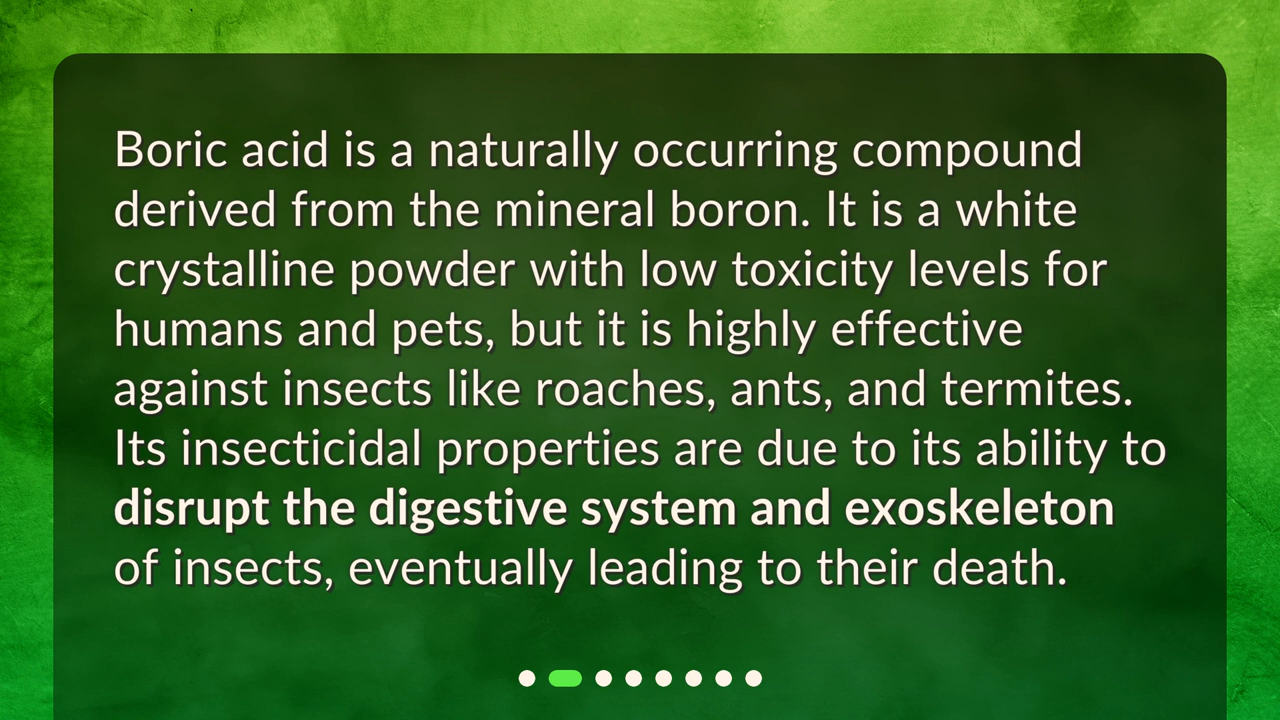 Boric acid is a naturally occurring compound
derived from the mineral boron. It is a white
crystalline powder with low toxicity levels for
humans and pets, but it is highly effective
against insects like roaches, ants, and termites.
Its insecticidal properties are due to its ability to
disrupt the digestive system and exoskeleton
of insects, eventually leading to their death.